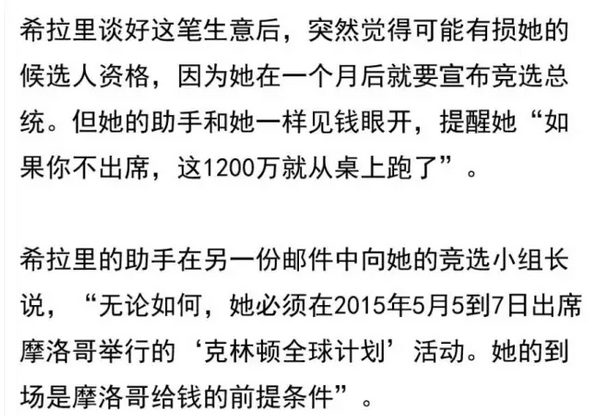 希拉里谈好这笔生意后，突然觉得可能有损她的
候选人资格，因为她在一个月后就要宣布竞选总
统。但她的助手和她一样见钱眼开，提醒她“如
果你不出席，这1200万就从桌上跑了”。
希拉里的助手在另一份邮件中向她的竞选小组长
说，“无论如何，她必须在2015年5月5到7日出席
摩洛哥举行的‘克林顿全球计划’活动。她的到
场是摩洛哥给钱的前提条件”。